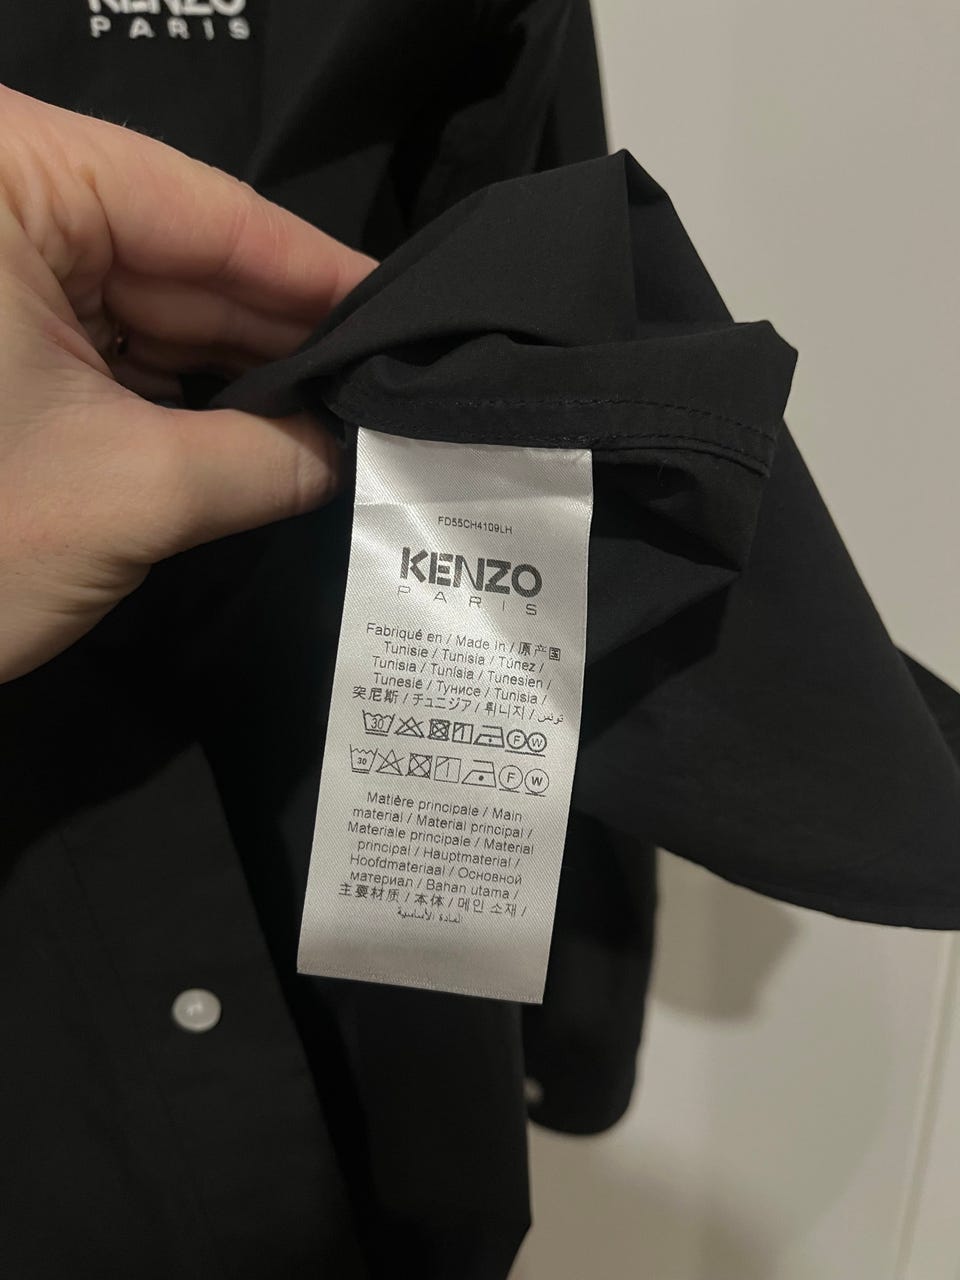 KENZO
PARIS
FD55CH4109LH
KENZO
PARIS
Fabriqué en / Made In / 原产国
Tunisie / Tunisia / Túnez /
Tunisia / Tunísia / Tunesien /
Tunesië / Тунисе / Tunisia /
突尼斯 / チュニジア / 튀니지 / تونس
30 F W
30 F W
Matière principale / Main
material / Material principal /
Materiale principale / Material
principal / Hauptmaterial /
Hoofdmateriaal / Основной
материал / Bahan utama /
主要材质 / 本体 / 메인 소재 /
المادة الأساسية